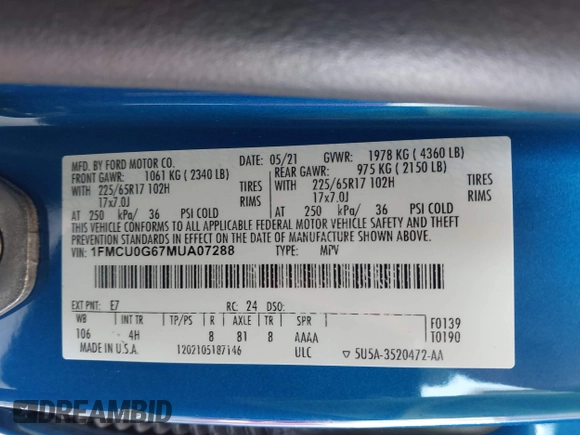 MFD. BY FORD MOTOR CO. 05/21 GVWR: 1978 KG ( 4360 LB)
FRONT GAWR: 1061 KG ( 2340 LB) REAR GAWR: 975 KG ( 2150 LB)
WITH 225/65R17 102H TIRES WITH 225/65R17 102H TIRES
17x7.0J RIMS 17x7.0J RIMS
AT 250 kPa/ 36 PSI COLD AT 250 kPa/ 36 PSI COLD
THIS VEHICLE CONFORMS TO ALL APPLICABLE FEDERAL MOTOR VEHICLE SAFETY AND THEFT
PREVENTION STANDARDS IN EFFECT ON THE DATE OF MANUFACTURE SHOWN ABOVE.
VIN: 1FMCU0G67MUA07288 TYPE: MPV
EXT PNT: E7 RC: 24 DSO:
WB INT TR TP/PS R AXLE TR SPR F0139
106 4H 8 81 8 AAAA T0190
MADE IN U.S.A. 1202105187146 ULC 5U5A-3520472-AA
DREAMBID